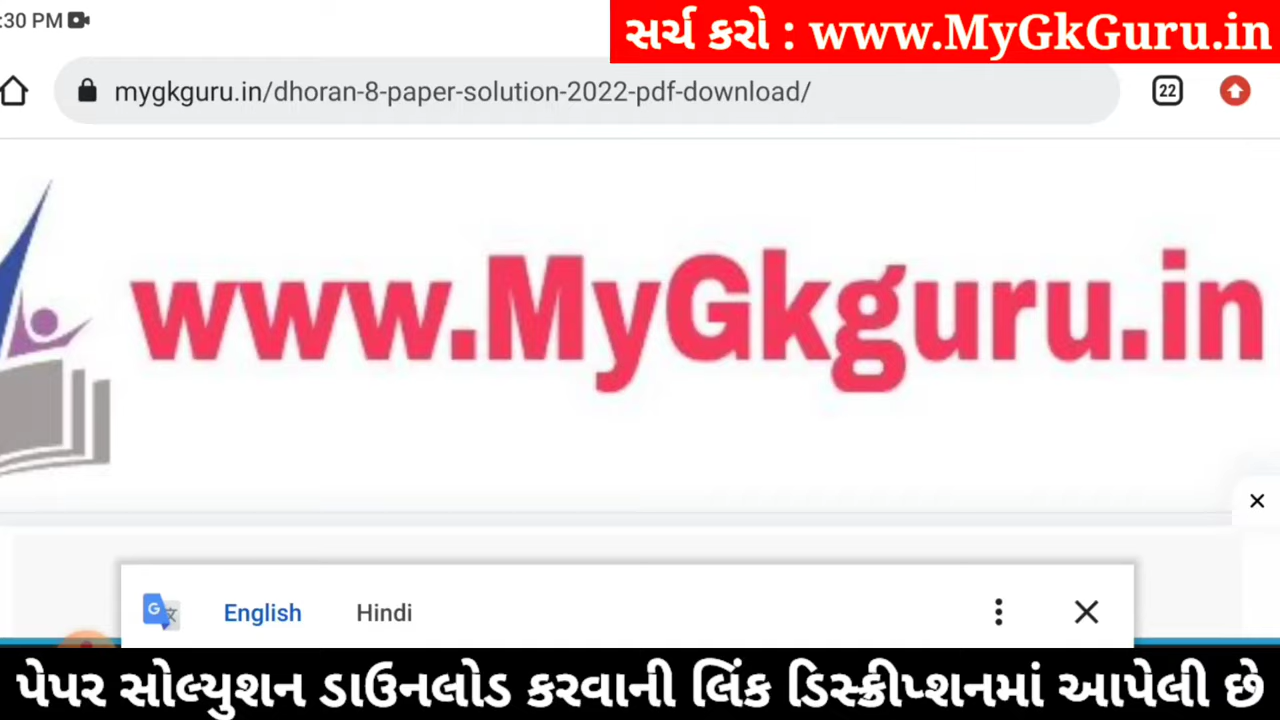 :30 PM
સર્ચ કરો : www.MyGkGuru.in
mygkguru.in/dhoran-8-paper-solution-2022-pdf-download/
22
www.MyGkguru.in
English Hindi
પેપર સોલ્યુશન ડાઉનલોડ કરવાની લિંક ડિસ્ક્રીપ્શનમાં આપેલી છે